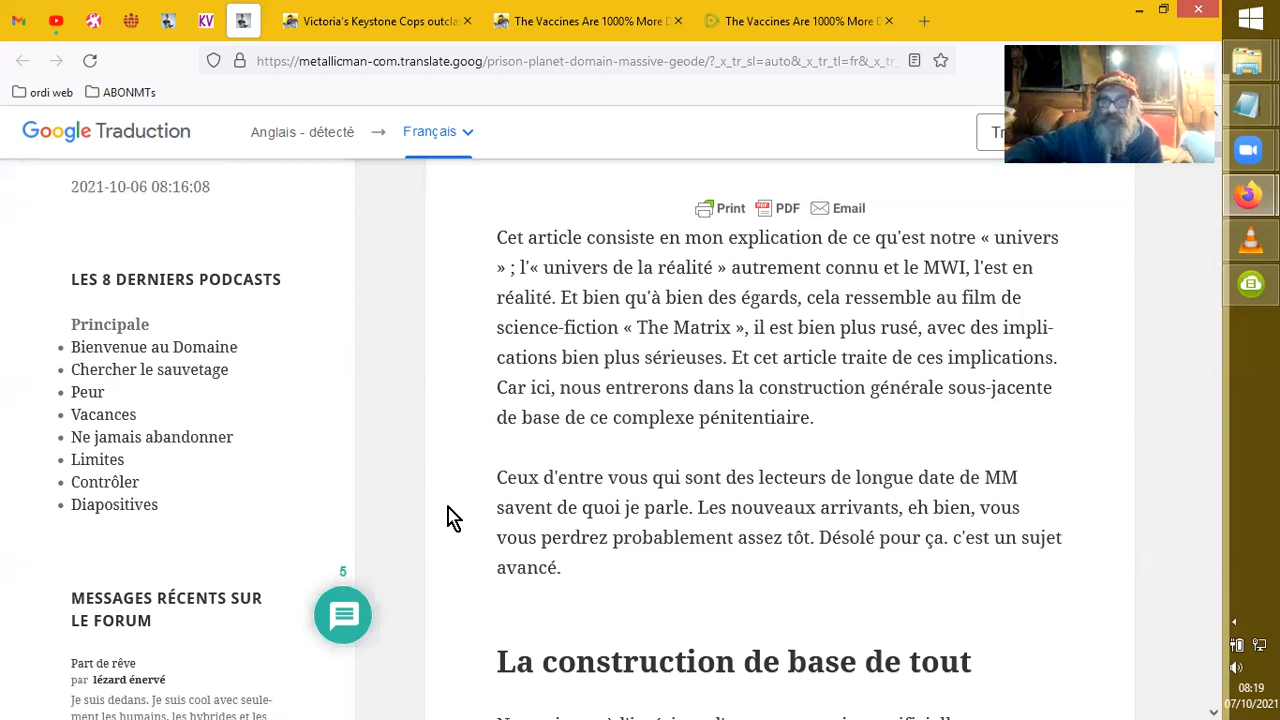 KV
Victoria's Keystone Cops outcla
The Vaccines Are 1000% More D
The Vaccines Are 1000% More D
https://metallicman-com.translate.goog/prison-planet-domain-massive-geode/?_x_tr_sl=auto&_x_tr_tl=fr&_x_
ordi web
ABONMTs
Google Traduction
Anglais - détecté
Français
Tr
2021-10-06 08:16:08
Print
PDF
Email
LES 8 DERNIERS PODCASTS
Principale
Bienvenue au Domaine
Chercher le sauvetage
Peur
Vacances
Ne jamais abandonner
Limites
Contrôler
Diapositives
5
MESSAGES RÉCENTS SUR
LE FORUM
Part de rêve
par lézard énervé
Je suis dedans. Je suis cool avec seule-
ment les humains, les hybrides et les
Cet article consiste en mon explication de ce qu'est notre « univers
» ; l'« univers de la réalité » autrement connu et le MWI, l'est en
réalité. Et bien qu'à bien des égards, cela ressemble au film de
science-fiction « The Matrix », il est bien plus rusé, avec des impli-
cations bien plus sérieuses. Et cet article traite de ces implications.
Car ici, nous entrerons dans la construction générale sous-jacente
de base de ce complexe pénitentiaire.
Ceux d'entre vous qui sont des lecteurs de longue date de MM
savent de quoi je parle. Les nouveaux arrivants, eh bien, vous
vous perdrez probablement assez tôt. Désolé pour ça. c'est un sujet
avancé.
La construction de base de tout
08:19
07/10/2021